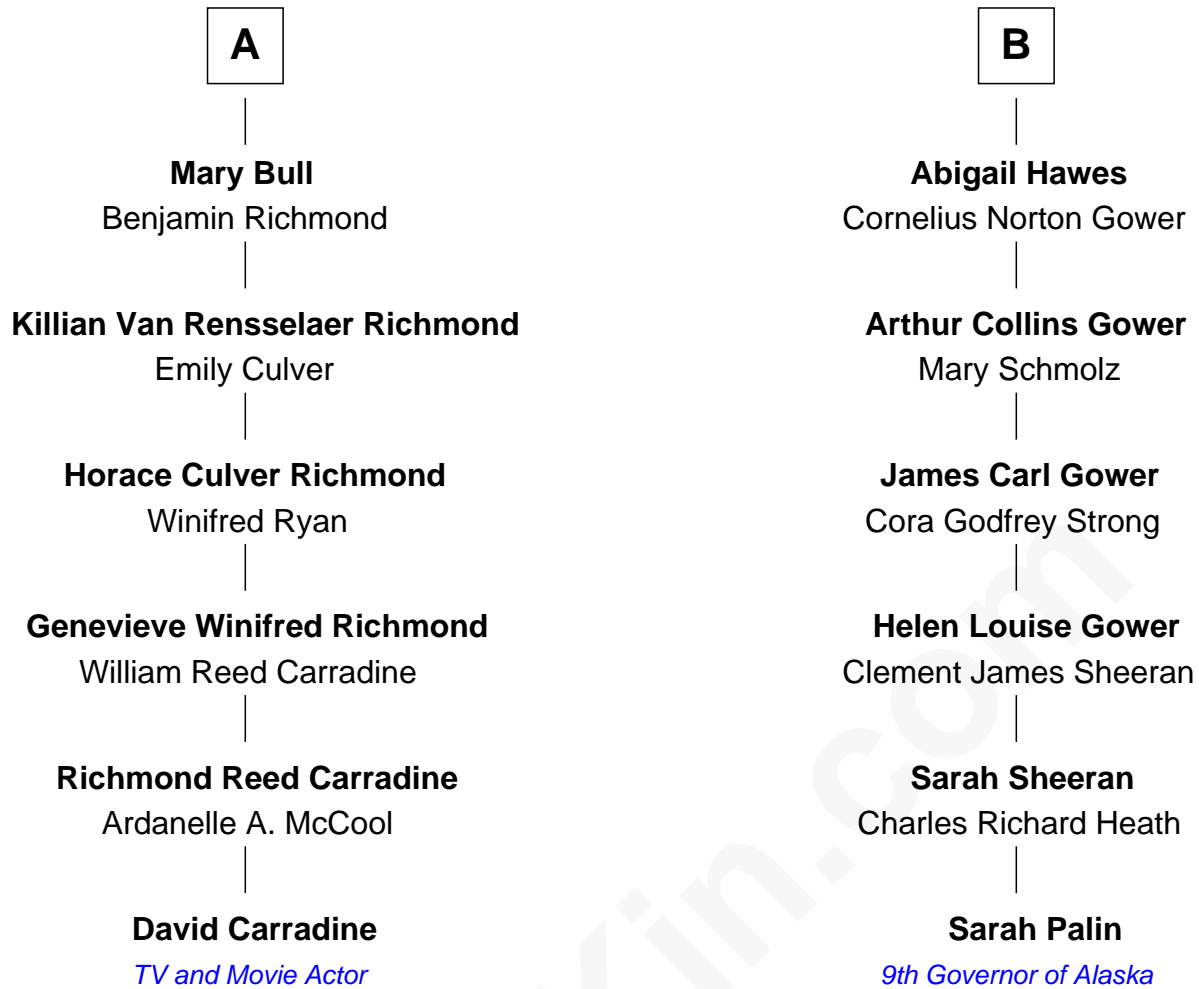 A
Mary Bull
Benjamin Richmond
Killian Van Rensselaer Richmond
Emily Culver
Horace Culver Richmond
Winifred Ryan
Genevieve Winifred Richmond
William Reed Carradine
Richmond Reed Carradine
Ardanelle A. McCool
David Carradine
TV and Movie Actor
B
Abigail Hawes
Cornelius Norton Gower
Arthur Collins Gower
Mary Schmolz
James Carl Gower
Cora Godfrey Strong
Helen Louise Gower
Clement James Sheeran
Sarah Sheeran
Charles Richard Heath
Sarah Palin
9th Governor of Alaska
in.com